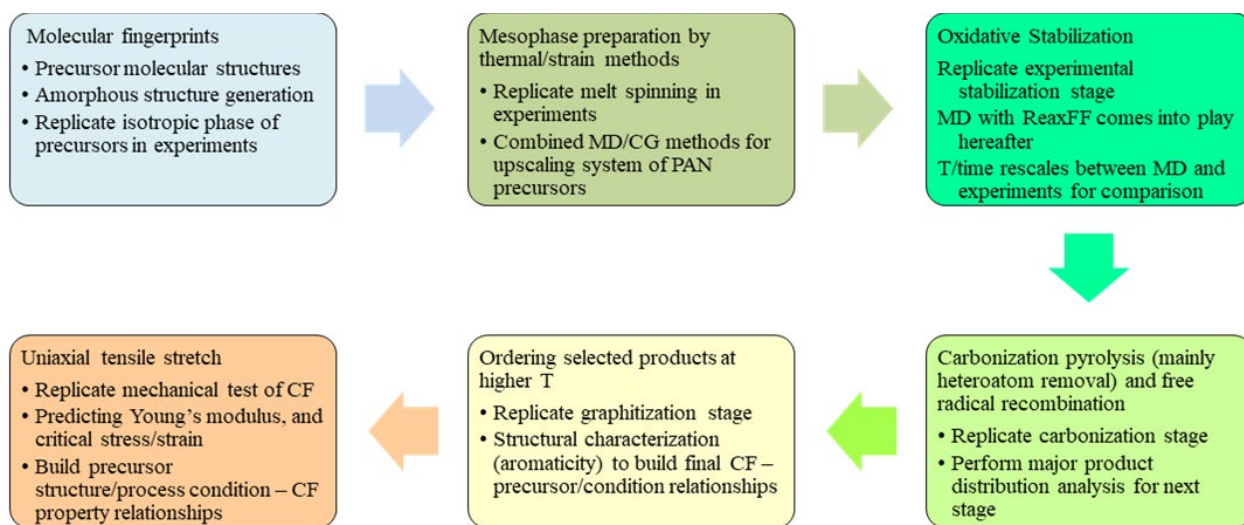 Molecular fingerprints
• Precursor molecular structures
• Amorphous structure generation
• Replicate isotropic phase of
precursors in experiments
Mesophase preparation by
thermal/strain methods
• Replicate melt spinning in
experiments
• Combined MD/CG methods for
upscaling system of PAN
precursors
Oxidative Stabilization
Replicate experimental
stabilization stage
MD with ReaxFF comes into play
hereafter
T/time rescales between MD and
experiments for comparison
Carbonization pyrolysis (mainly
heteroatom removal) and free
radical recombination
• Replicate carbonization stage
• Perform major product
distribution analysis for next
stage
Ordering selected products at
higher T
• Replicate graphitization stage
• Structural characterization
(aromaticity) to build final CF –
precursor/condition relationships
Uniaxial tensile stretch
• Replicate mechanical test of CF
• Predicting Young’s modulus, and
critical stress/strain
• Build precursor
structure/process condition – CF
property relationships